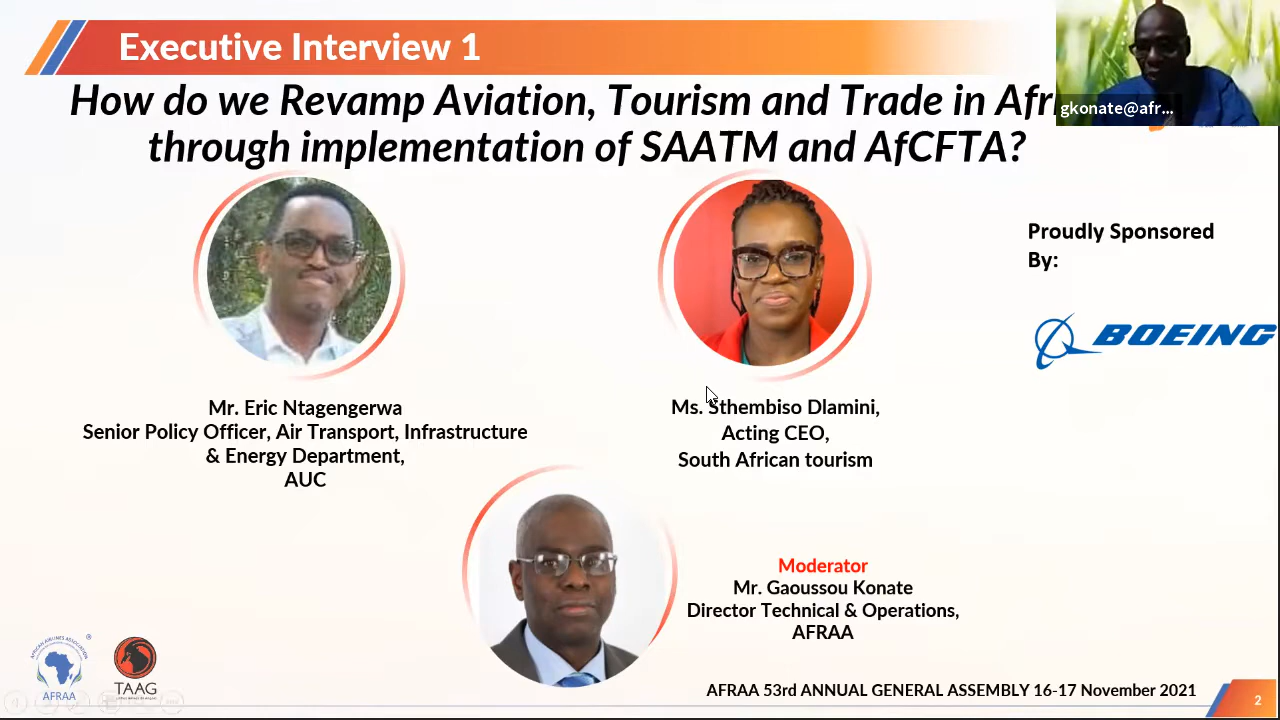 Executive Interview 1
How do we Revamp Aviation, Tourism and Trade in Afr
through implementation of SAATM and AfCFTA?
gkonate@afr...
Proudly Sponsored
By:
BOEING
Mr. Eric Ntagengerwa
Senior Policy Officer, Air Transport, Infrastructure
& Energy Department,
AUC
Ms. Sthembiso Dlamini,
Acting CEO,
South African tourism
Moderator
Mr. Gaoussou Konate
Director Technical & Operations,
AFRAA
AFRICAN AIRLINES ASSOCIATION
®
AFRAA
TAAG
AFRAA 53rd ANNUAL GENERAL ASSEMBLY 16-17 November 2021
2